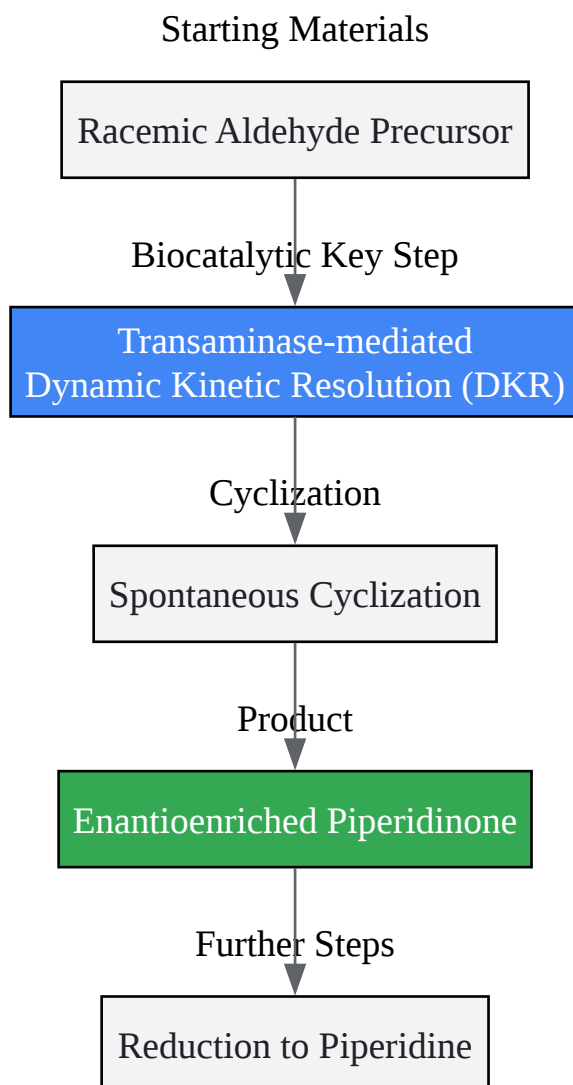 Starting Materials
Racemic Aldehyde Precursor
Biocatalytic Key Step
Transaminase-mediated
Dynamic Kinetic Resolution (DKR)
Cyclization
Spontaneous Cyclization
Product
Enantioenriched Piperidinone
Further Steps
Reduction to Piperidine